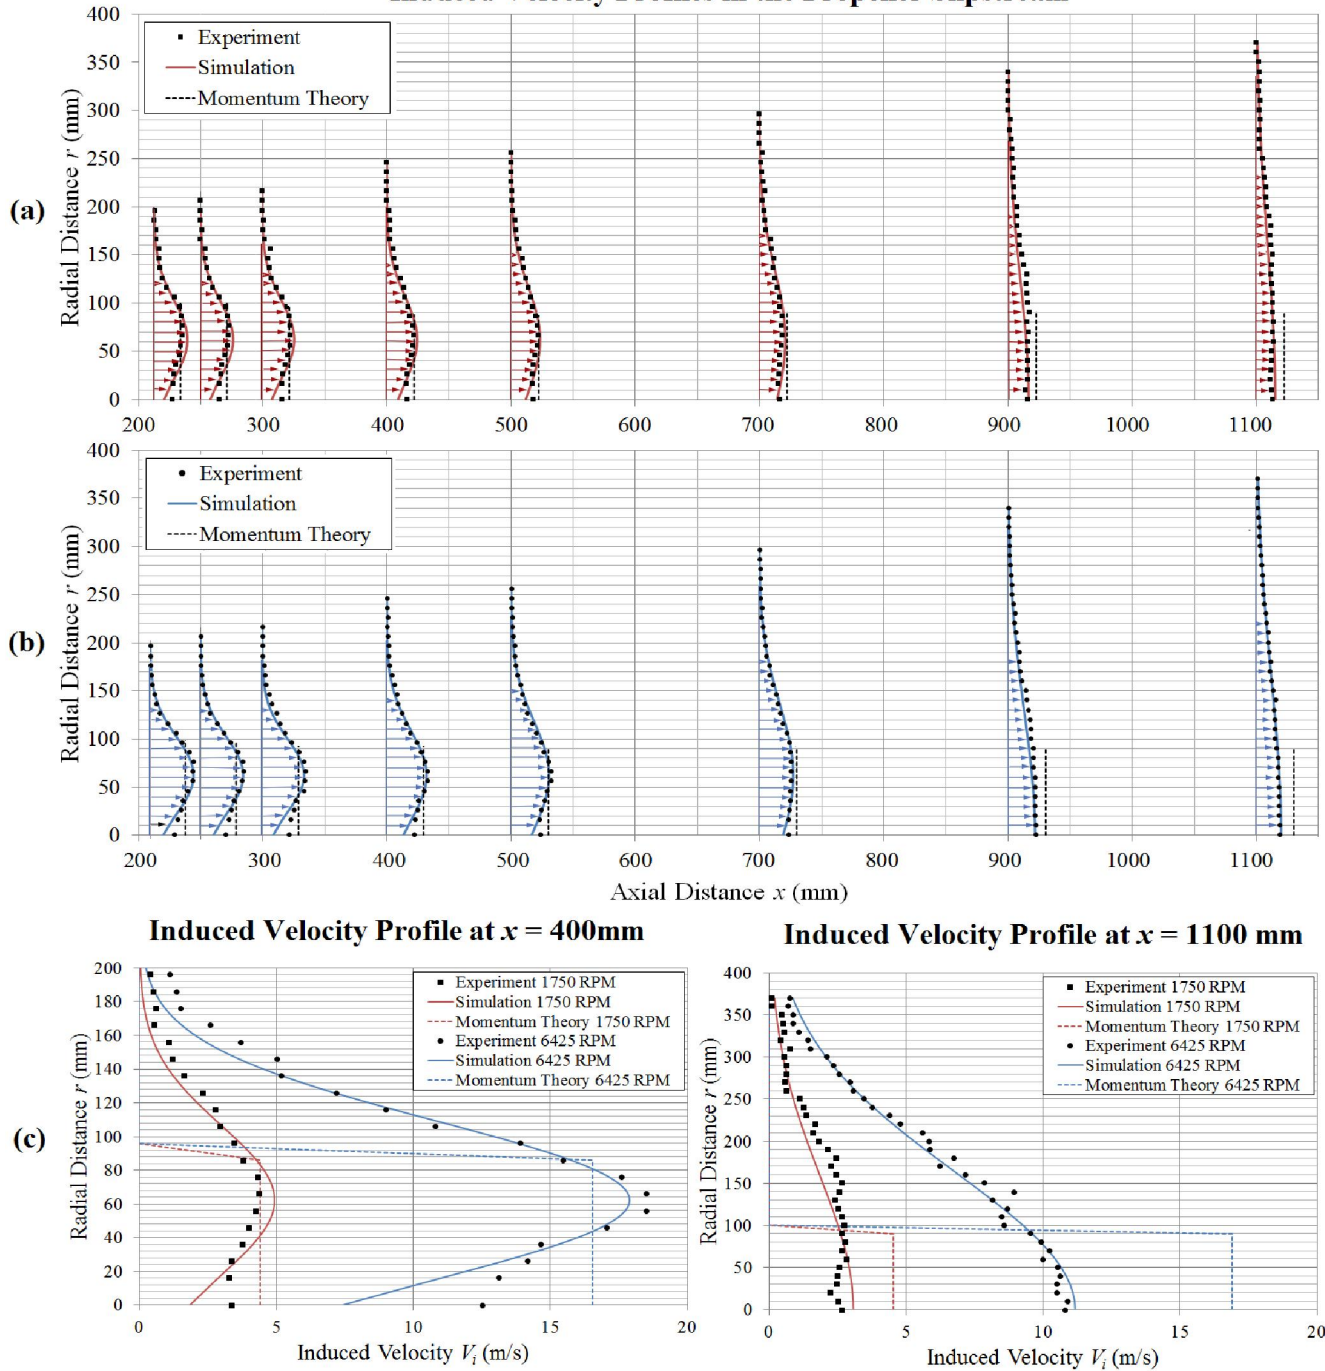 Experiment
Simulation
Momentum Theory
(a)
Radial Distance r (mm)
400
350
300
250
200
150
100
50
0
200 300 400 500 600 700 800 900 1000 1100
Experiment
Simulation
Momentum Theory
(b)
Radial Distance r (mm)
400
350
300
250
200
150
100
50
0
200 300 400 500 600 700 800 900 1000 1100
Axial Distance x (mm)
Induced Velocity Profile at x = 400mm
(c)
Radial Distance r (mm)
200
180
160
140
120
100
80
60
40
20
0
Experiment 1750 RPM
Simulation 1750 RPM
Momentum Theory 1750 RPM
Experiment 6425 RPM
Simulation 6425 RPM
Momentum Theory 6425 RPM
0 5 10 15 20
Induced Velocity Vi (m/s)
Induced Velocity Profile at x = 1100 mm
Radial Distance r (mm)
400
350
300
250
200
150
100
50
0
Experiment 1750 RPM
Simulation 1750 RPM
Momentum Theory 1750 RPM
Experiment 6425 RPM
Simulation 6425 RPM
Momentum Theory 6425 RPM
0 5 10 15 20
Induced Velocity Vi (m/s)